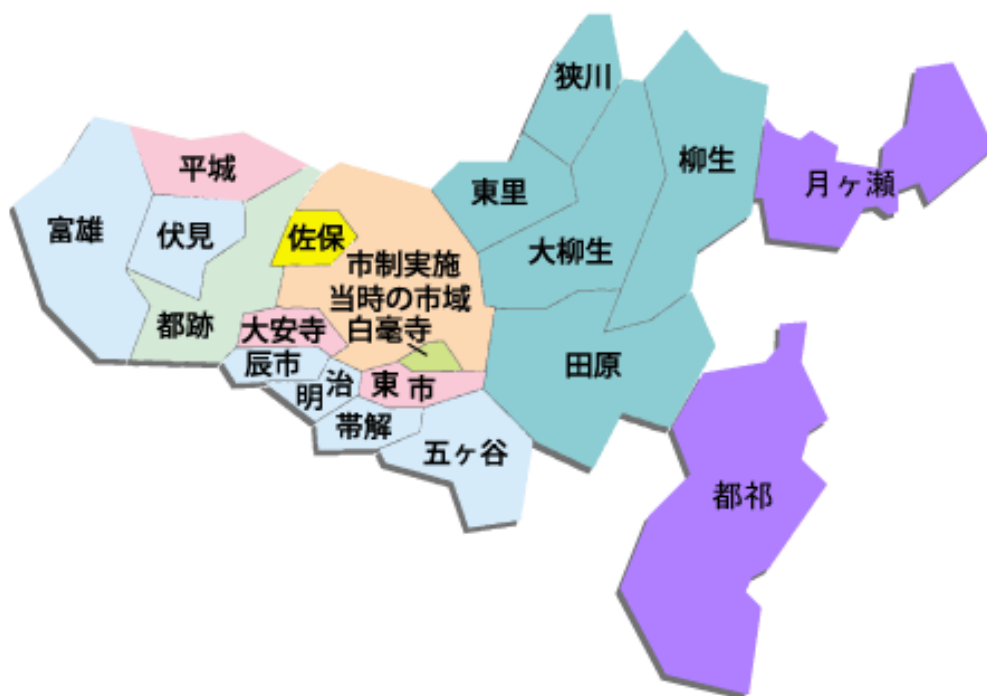 狭川
平城
柳生
月ヶ瀬
東里
富雄
伏見
佐保
大柳生
市制実施
当時の市域
白毫寺
都跡
大安寺
辰市
明治
東市
田原
帯解
五ヶ谷
都祁